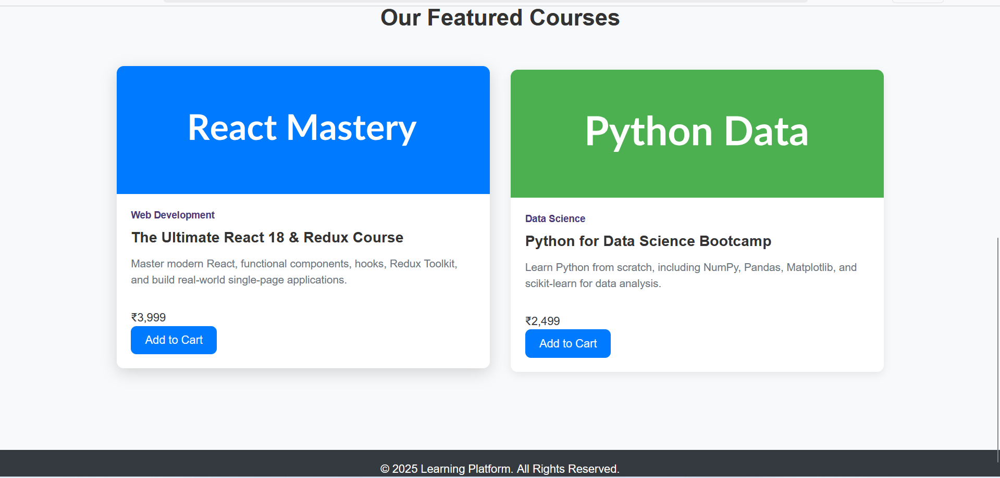 Our Featured Courses
React Mastery
Web Development
The Ultimate React 18 & Redux Course
Master modern React, functional components, hooks, Redux Toolkit,
and build real-world single-page applications.
₹3,999
Add to Cart
Python Data
Data Science
Python for Data Science Bootcamp
Learn Python from scratch, including NumPy, Pandas, Matplotlib, and
scikit-learn for data analysis.
₹2,499
Add to Cart
© 2025 Learning Platform. All Rights Reserved.